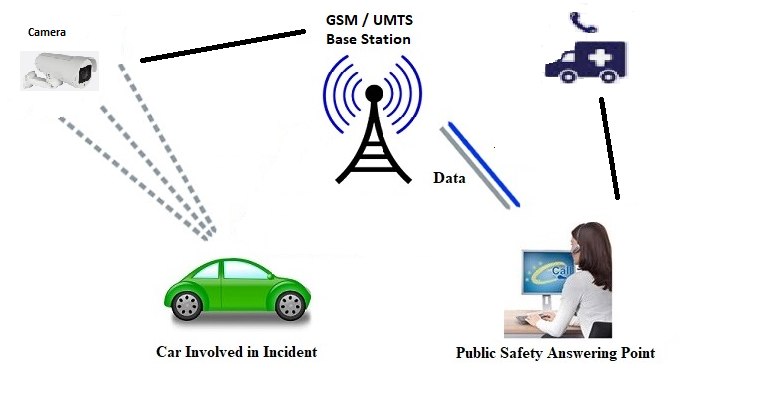 Camera
GSM / UMTS
Base Station
Data
Call
Car Involved in Incident
Public Safety Answering Point